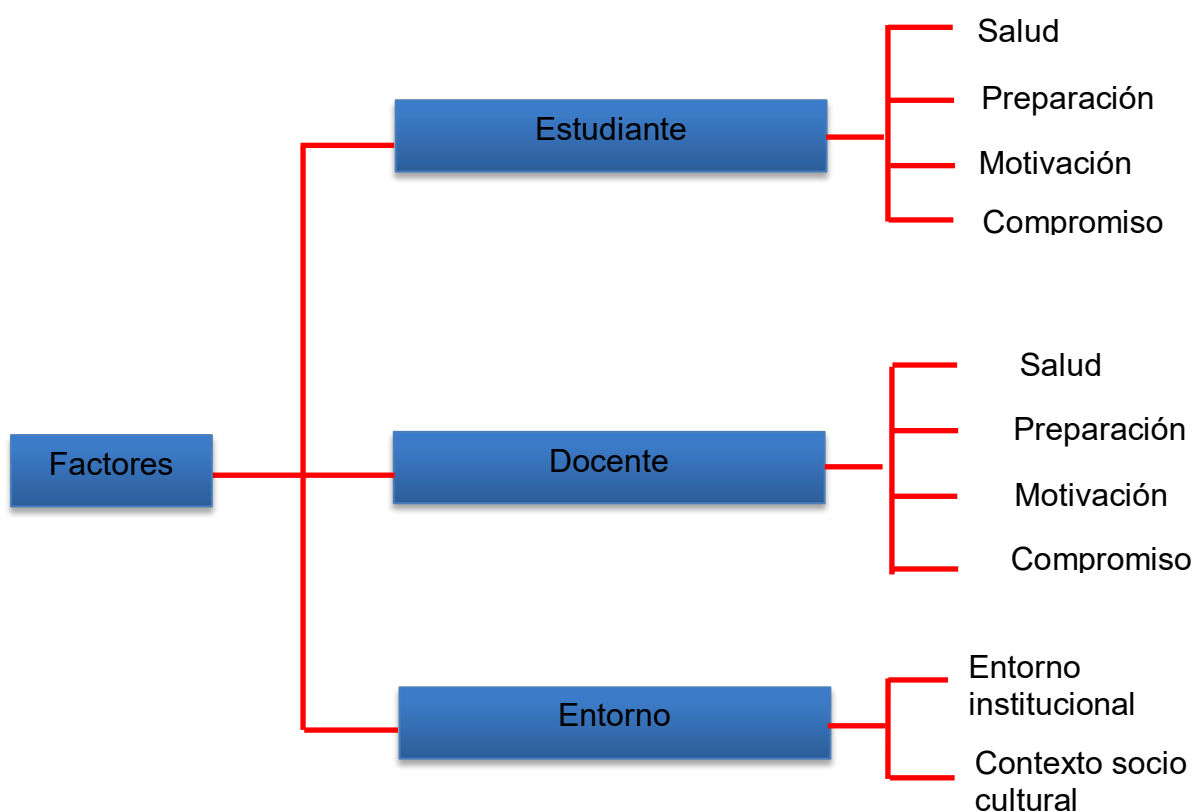 Factores
Estudiante
Salud
Preparación
Motivación
Compromiso
Docente
Salud
Preparación
Motivación
Compromiso
Entorno
Entorno
institucional
Contexto socio
cultural